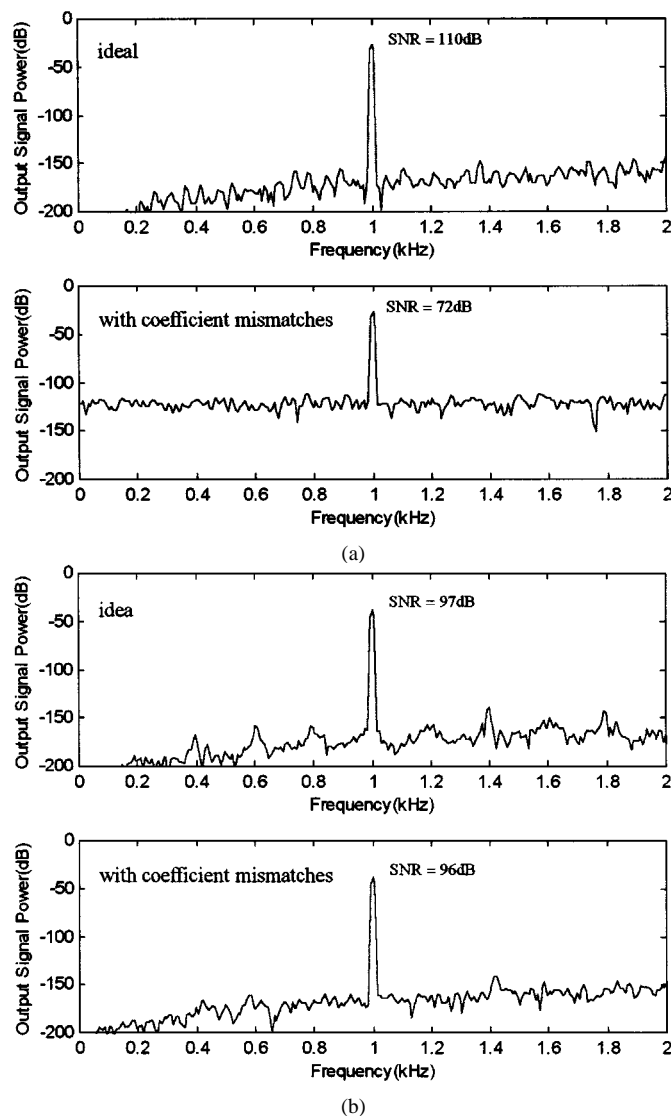 0
ideal
SNR = 110dB
-50
-100
-150
-200
0.2 0.4 0.6 0.8 1 1.2 1.4 1.6 1.8 2
Output Signal Power(dB)
Frequency(kHz)
0
with coefficient mismatches
SNR = 72dB
-50
-100
-150
-200
0 0.2 0.4 0.6 0.8 1 1.2 1.4 1.6 1.8 2
Output Signal Power(dB)
Frequency(kHz)
(a)
0
idea
SNR = 97dB
-50
-100
-150
-200
0 0.2 0.4 0.6 0.8 1 1.2 1.4 1.6 1.8 2
Output Signal Power(dB)
Frequency(kHz)
0
with coefficient mismatches
SNR = 96dB
-50
-100
-150
-200
0 0.2 0.4 0.6 0.8 1 1.2 1.4 1.6 1.8 2
Output Signal Power(dB)
Frequency(kHz)
(b)